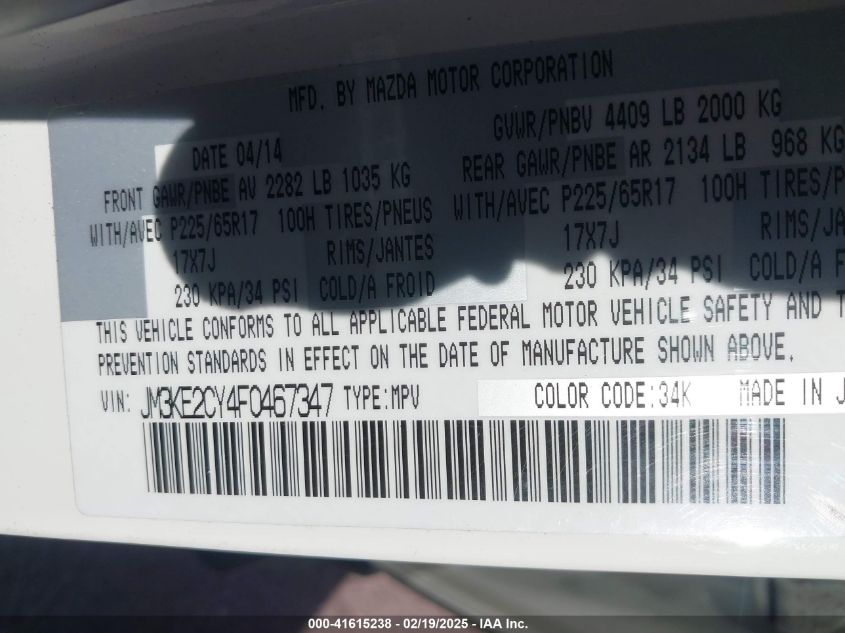 MFD. BY MAZDA MOTOR CORPORATION
DATE 04/14
GVWR/PNBV 4409 LB 2000 KG
FRONT GAWR/PNBE AV 2282 LB 1035 KG
REAR GAWR/PNBE AR 2134 LB 968 KG
WITH/AVEC P225/65R17 100H TIRES/PNEUS
WITH/AVEC P225/65R17 100H TIRES/P
17X7J RIMS/JANTES
17X7J RIMS/JA
230 KPA/34 PSI COLD/A FROID
230 KPA/34 PSI COLD/A F
THIS VEHICLE CONFORMS TO ALL APPLICABLE FEDERAL MOTOR VEHICLE SAFETY AND T
PREVENTION STANDARDS IN EFFECT ON THE DATE OF MANUFACTURE SHOWN ABOVE.
VIN: JM3KE2CY4F0467347 TYPE:MPV COLOR CODE:34K MADE IN J
000-41615238 - 02/19/2025 - IAAI.com